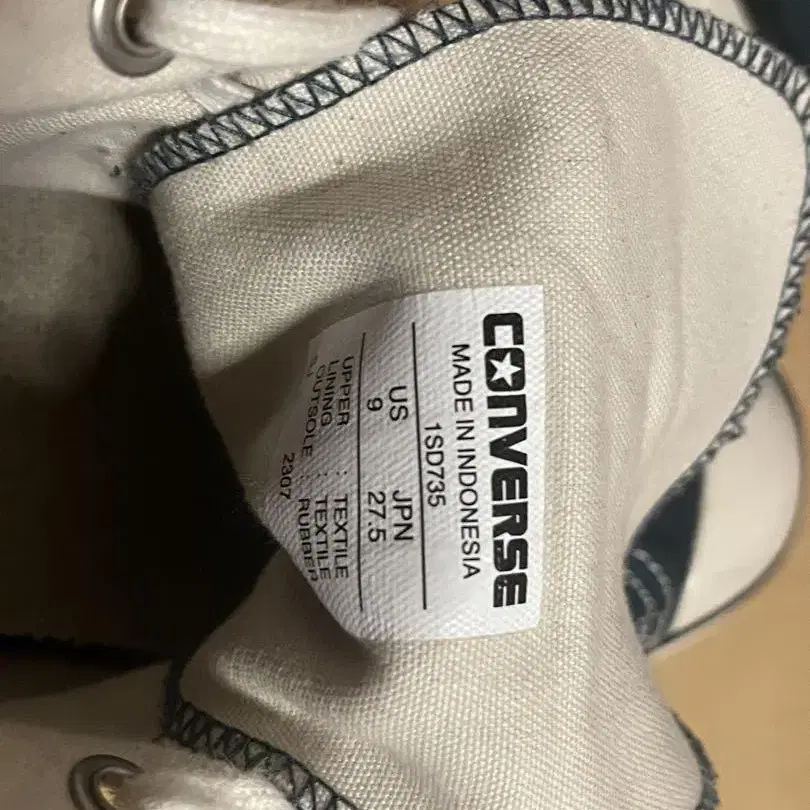 CONVERSE
MADE IN INDONESIA
1SD735
US JPN
9 27.5
UPPER : TEXTILE
LINING : TEXTILE
OUTSOLE : RUBBER
2307